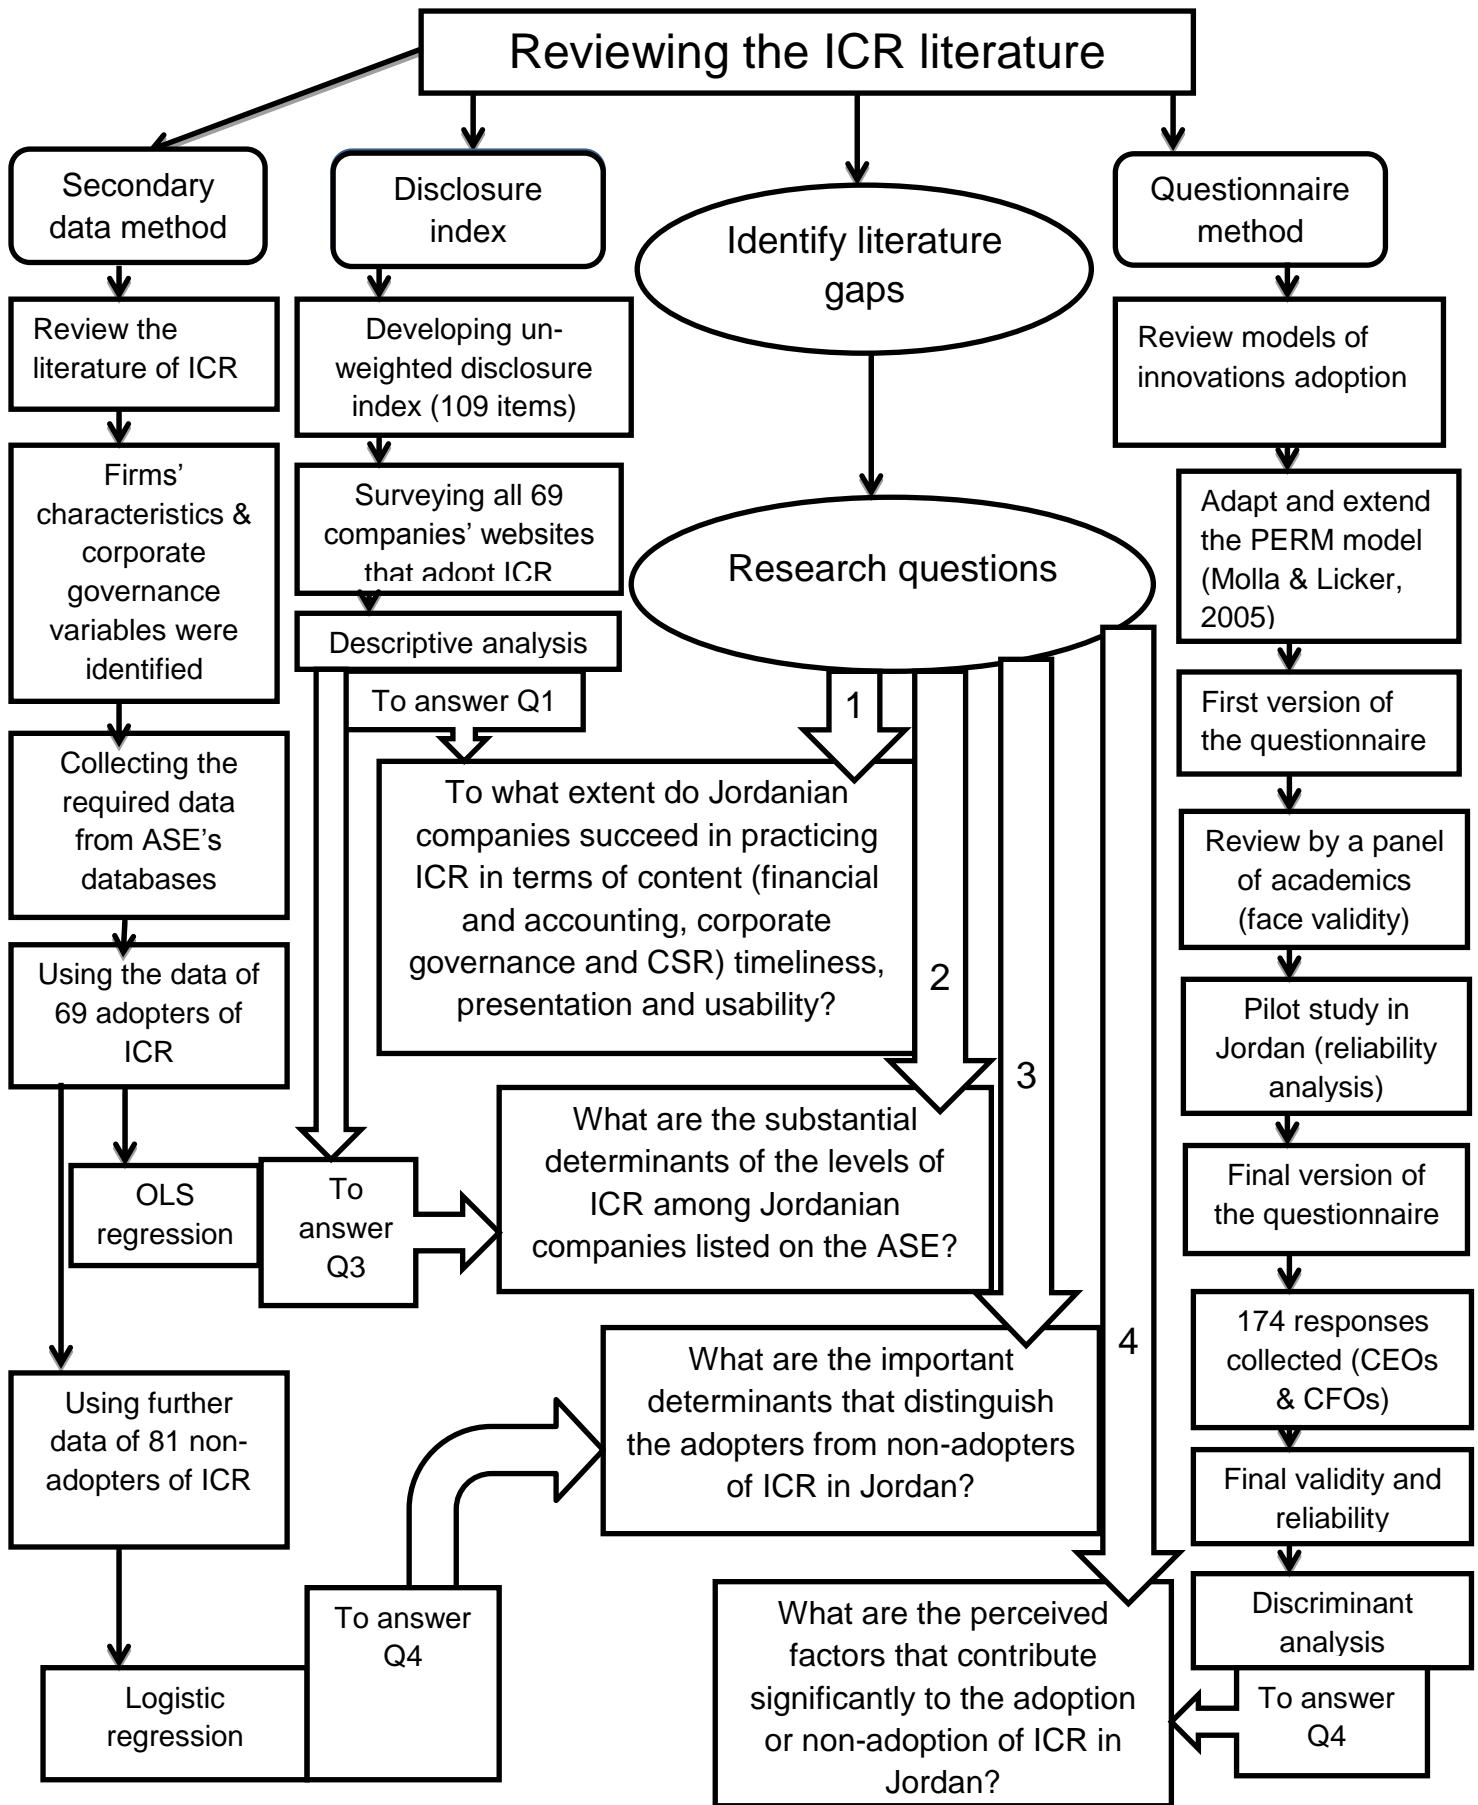 Reviewing the ICR literature
Secondary
data method
Disclosure
index
Identify literature
gaps
Questionnaire
method
Review the
literature of ICR
Developing un-
weighted disclosure
index (109 items)
Review models of
innovations adoption
Firms’
characteristics &
corporate
governance
variables were
identified
Surveying all 69
companies’ websites
that adopt ICR
Research questions
Adapt and extend
the PERM model
(Molla & Licker,
2005)
Descriptive analysis
To answer Q1
1
First version of
the questionnaire
Collecting the
required data
from ASE’s
databases
To what extent do Jordanian
companies succeed in practicing
ICR in terms of content (financial
and accounting, corporate
governance and CSR) timeliness,
presentation and usability?
2
3
4
Review by a panel
of academics
(face validity)
Using the data of
69 adopters of
ICR
Pilot study in
Jordan (reliability
analysis)
OLS
regression
To
answer
Q3
What are the substantial
determinants of the levels of
ICR among Jordanian
companies listed on the ASE?
Final version of
the questionnaire
174 responses
collected (CEOs
& CFOs)
Using further
data of 81 non-
adopters of ICR
What are the important
determinants that distinguish
the adopters from non-adopters
of ICR in Jordan?
Final validity and
reliability
Logistic
regression
To answer
Q4
What are the perceived
factors that contribute
significantly to the adoption
or non-adoption of ICR in
Jordan?
Discriminant
analysis
To answer
Q4